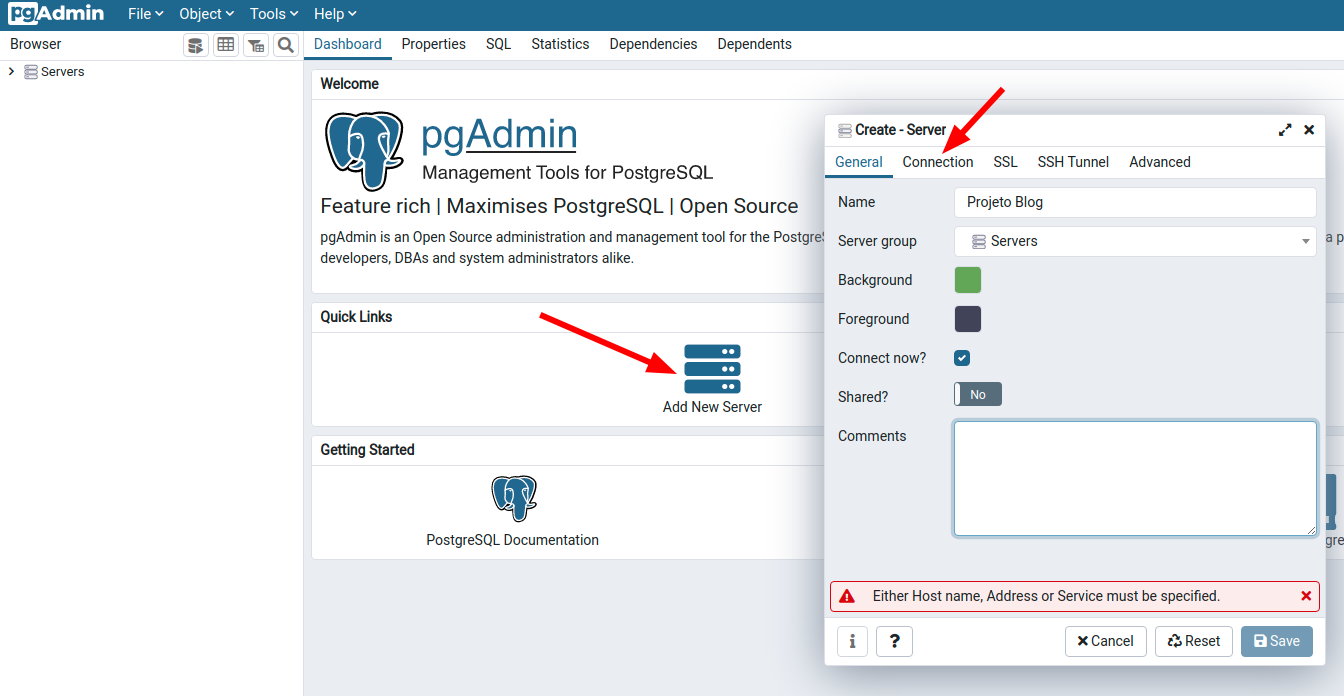 pgAdmin File Object Tools Help
Browser
Dashboard Properties SQL Statistics Dependencies Dependents
Servers
Welcome
pgAdmin
Management Tools for PostgreSQL
Feature rich | Maximises PostgreSQL | Open Source
pgAdmin is an Open Source administration and management tool for the PostgreS
a p
developers, DBAs and system administrators alike.
Quick Links
Add New Server
Getting Started
PostgreSQL Documentation
gre
Create - Server
General Connection SSL SSH Tunnel Advanced
Name Projeto Blog
Server group Servers
Background
Foreground
Connect now?
Shared? No
Comments
Either Host name, Address or Service must be specified.
i ? Cancel Reset Save